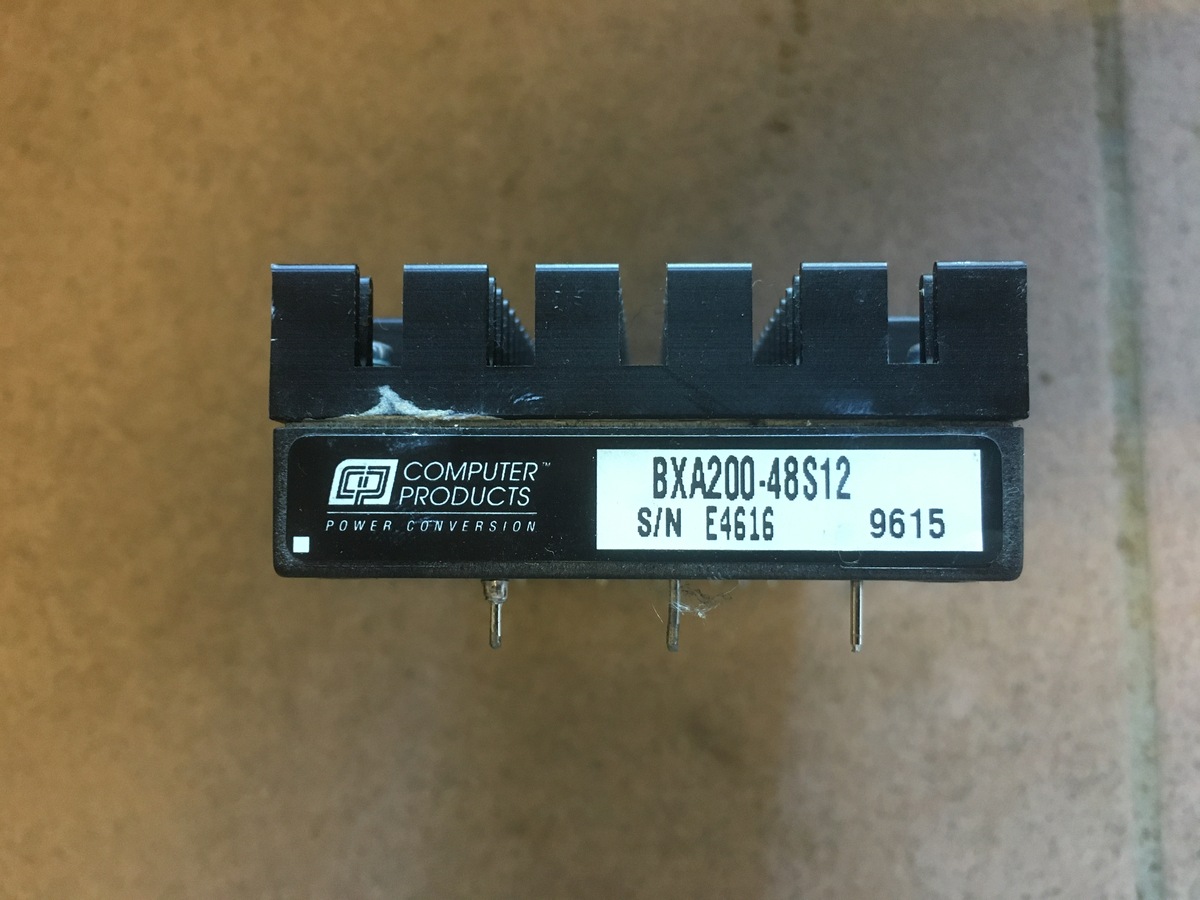 COMPUTER™
PRODUCTS
POWER CONVERSION
BXA200-48S12
S/N E4616 9615